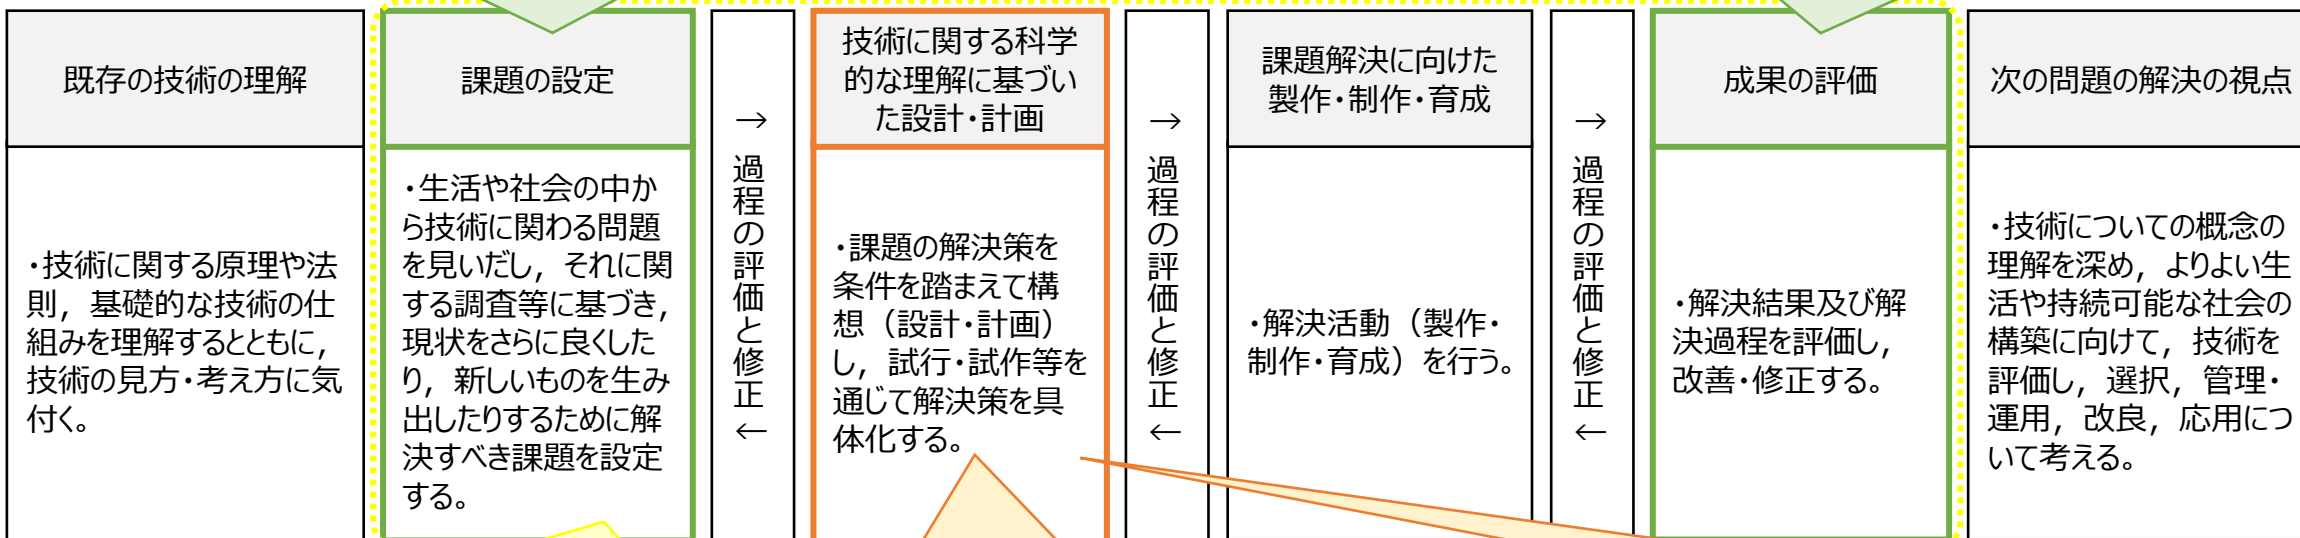 既存の技術の理解
・技術に関する原理や法
則，基礎的な技術の仕
組みを理解するとともに，
技術の見方・考え方に気
付く。
課題の設定
・生活や社会の中か
ら技術に関わる問題
を見いだし，それに関
する調査等に基づき，
現状をさらに良くした
り，新しいものを生み
出したりするために解
決すべき課題を設定
する。
→過程の評価と修正←
技術に関する科学
的な理解に基づい
た設計・計画
・課題の解決策を
条件を踏まえて構
想（設計・計画）
し，試行・試作等を
通じて解決策を具
体化する。
→過程の評価と修正←
課題解決に向けた
製作・制作・育成
・解決活動（製作・
制作・育成）を行う。
→過程の評価と修正←
成果の評価
・解決結果及び解
決過程を評価し，
改善・修正する。
次の問題の解決の視点
・技術についての概念の
理解を深め，よりよい生
活や持続可能な社会の
構築に向けて，技術を
評価し，選択，管理・
運用，改良，応用につ
いて考える。